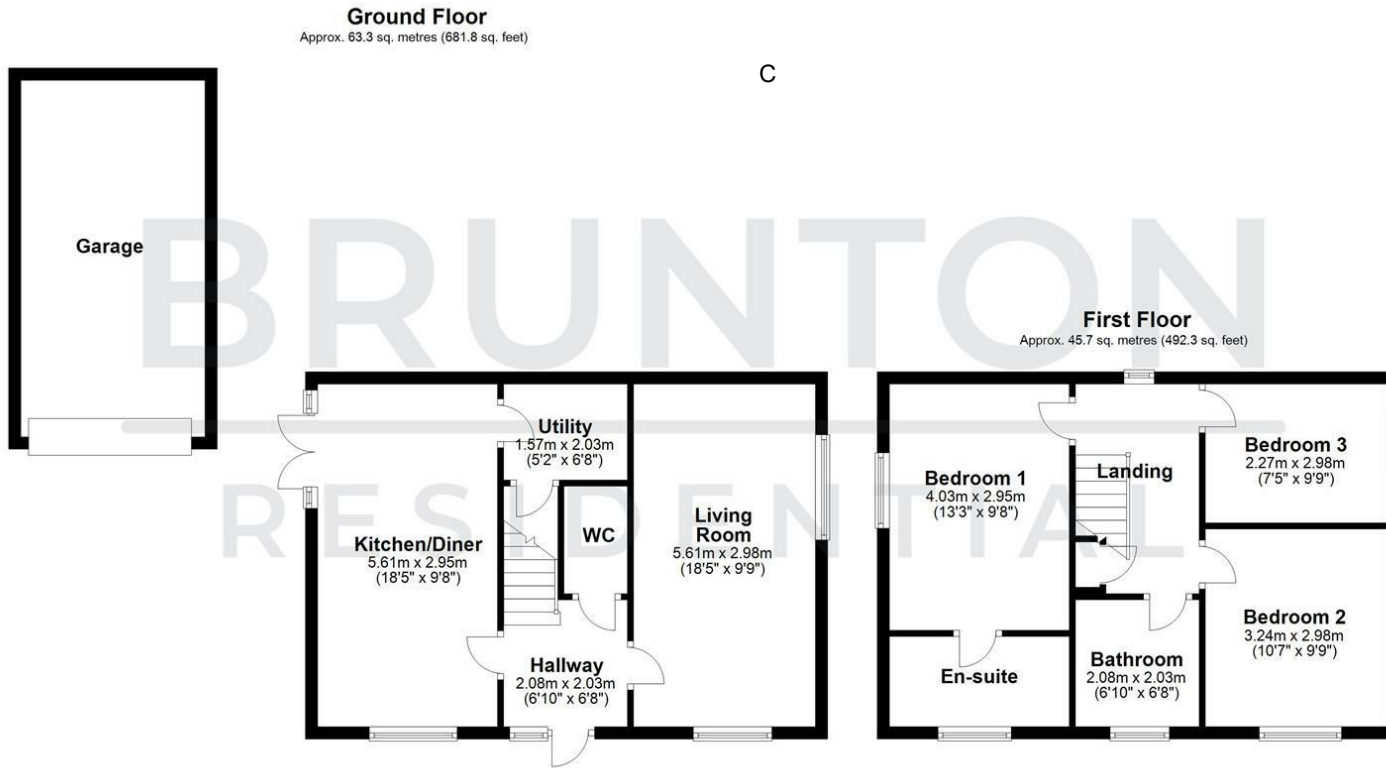 Ground Floor
Approx. 63.3 sq. metres (681.8 sq. feet)
C
Garage
BRUNTON
RESIDENTIAL
First Floor
Approx. 45.7 sq. metres (492.3 sq. feet)
Utility
1.57m x 2.03m
(5'2" x 6'8")
Kitchen/Diner
5.61m x 2.95m
(18'5" x 9'8")
WC
Living
Room
5.61m x 2.98m
(18'5" x 9'9")
Hallway
2.08m x 2.03m
(6'10" x 6'8")
Bedroom 1
4.03m x 2.95m
(13'3" x 9'8")
Landing
Bedroom 3
2.27m x 2.98m
(7'5" x 9'9")
Bedroom 2
3.24m x 2.98m
(10'7" x 9'9")
En-suite
Bathroom
2.08m x 2.03m
(6'10" x 6'8")